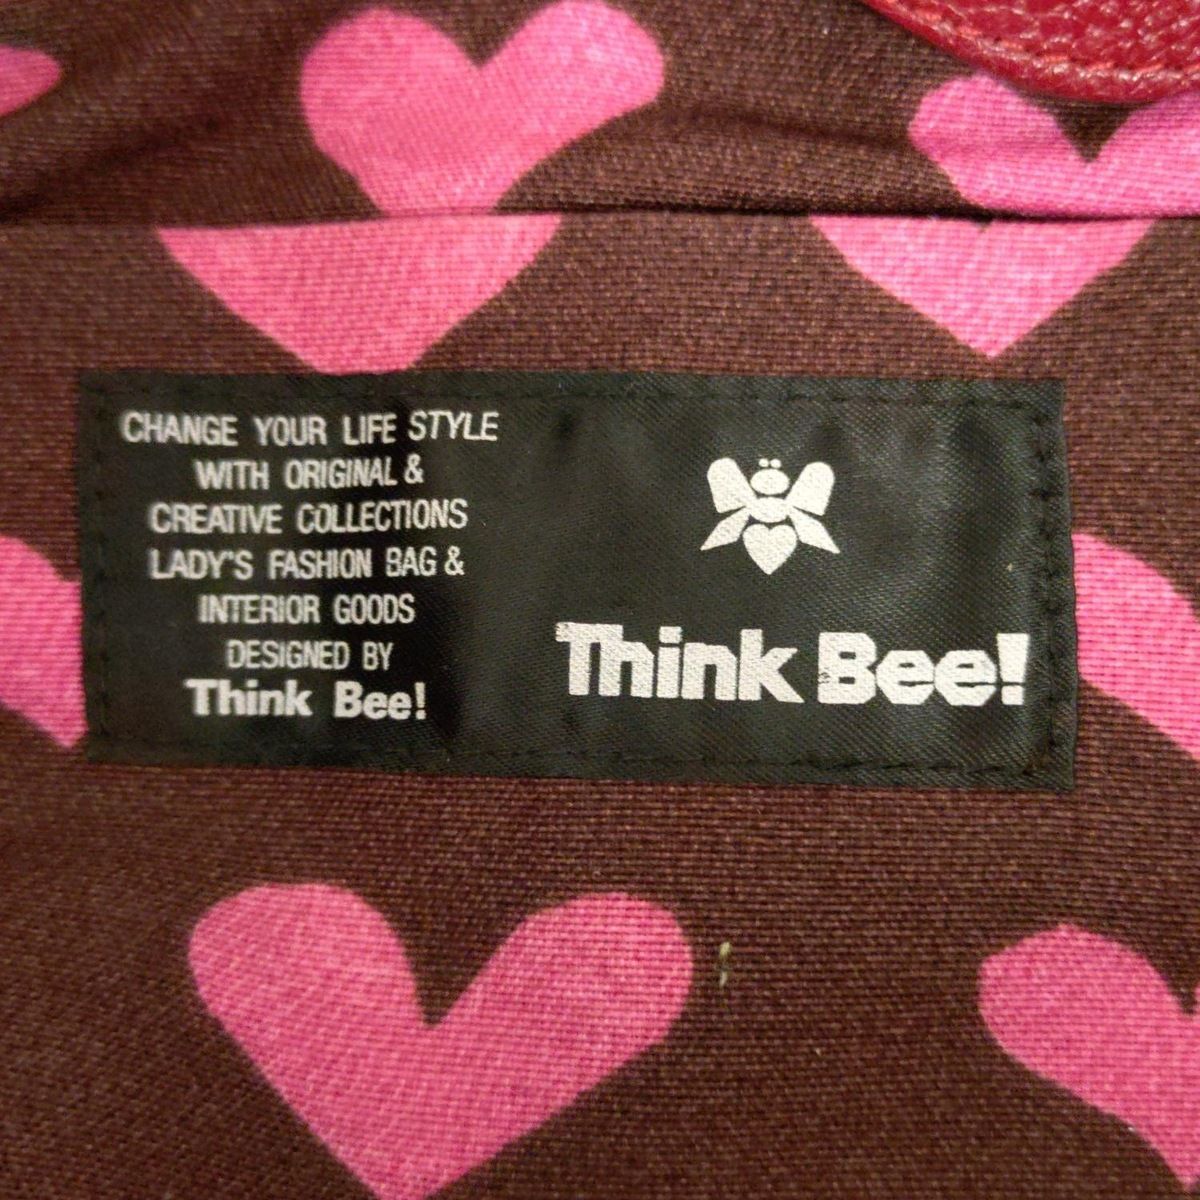 CHANGE YOUR LIFE STYLE
WITH ORIGINAL &
CREATIVE COLLECTIONS
LADY'S FASHION BAG &
INTERIOR GOODS
DESIGNED BY
Think Bee!
Think Bee!